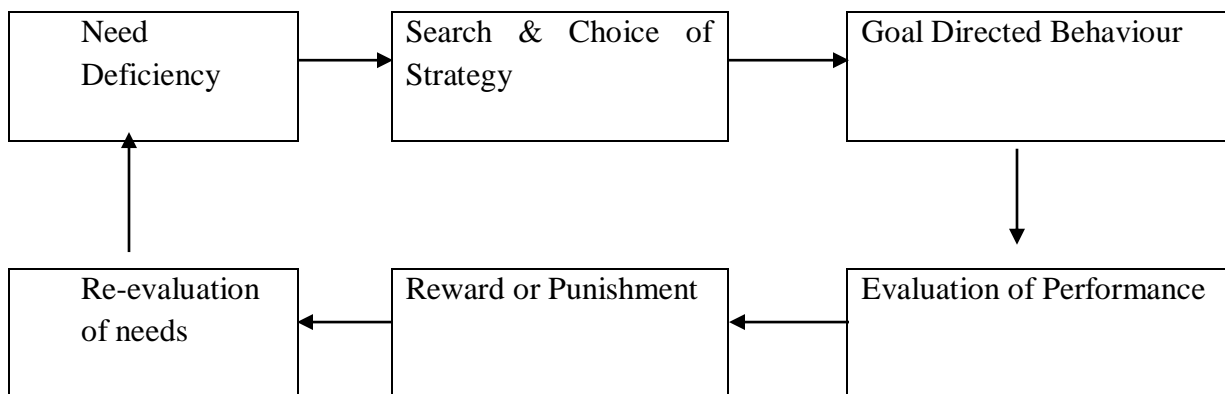 Need
Deficiency
Search & Choice of
Strategy
Goal Directed Behaviour
Re-evaluation
of needs
Reward or Punishment
Evaluation of Performance